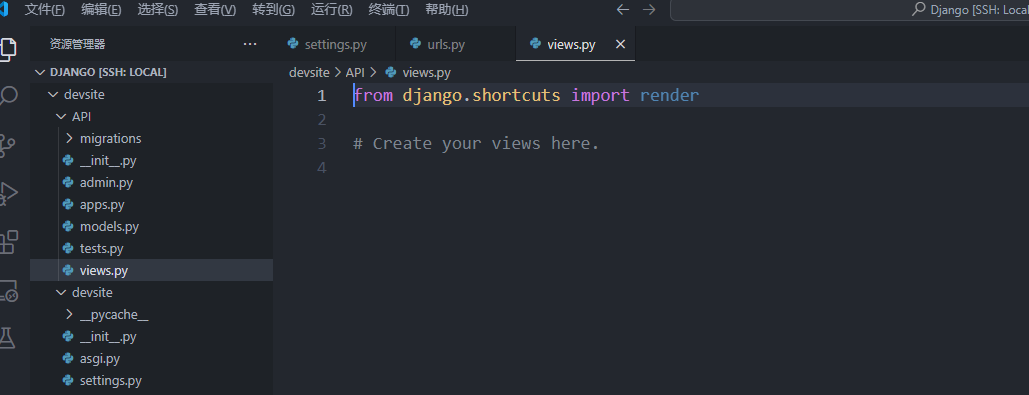 文件(F) 编辑(E) 选择(S) 查看(V) 转到(G) 运行(R) 终端(T) 帮助(H) Django [SSH: Local]
资源管理器 ··· settings.py urls.py views.py
DJANGO [SSH: LOCAL]
devsite
API
migrations
__init__.py
admin.py
apps.py
models.py
tests.py
views.py
devsite
__pycache__
__init__.py
asgi.py
settings.py
devsite > API > views.py
1 from django.shortcuts import render
2
3 # Create your views here.
4